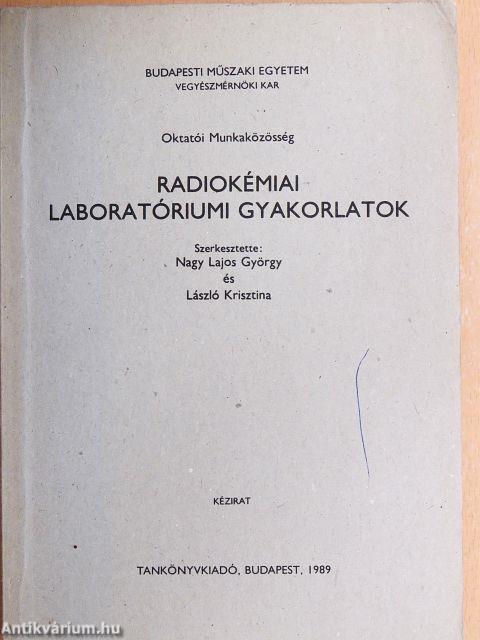 BUDAPESTI MŰSZAKI EGYETEM
VEGYÉSZMÉRNÖKI KAR
Oktatói Munkaközösség
RADIOKÉMIAI
LABORATÓRIUMI GYAKORLATOK
Szerkesztette:
Nagy Lajos György
és
László Krisztina
KÉZIRAT
TANKÖNYVKIADÓ, BUDAPEST, 1989
Antikvárium.hu